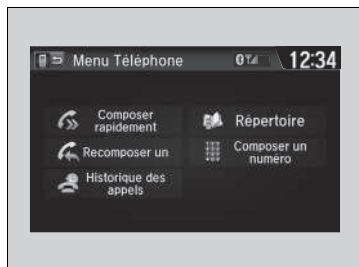 Menu Téléphone
12:34
Composer
rapidement
Répertoire
Recomposer un
Composer un
numéro
Historique des
appels